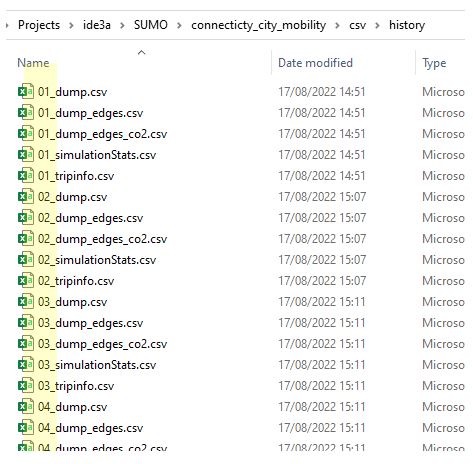 Projects > ide3a > SUMO > connecticty_city_mobility > csv > history
Name Date modified Type
01_dump.csv 17/08/2022 14:51 Microso
01_dump_edges.csv 17/08/2022 14:51 Microso
01_dump_edges_co2.csv 17/08/2022 14:51 Microso
01_simulationStats.csv 17/08/2022 14:51 Microso
01_tripinfo.csv 17/08/2022 14:51 Microso
02_dump.csv 17/08/2022 15:07 Microso
02_dump_edges.csv 17/08/2022 15:07 Microso
02_dump_edges_co2.csv 17/08/2022 15:07 Microso
02_simulationStats.csv 17/08/2022 15:07 Microso
02_tripinfo.csv 17/08/2022 15:07 Microso
03_dump.csv 17/08/2022 15:11 Microso
03_dump_edges.csv 17/08/2022 15:11 Microso
03_dump_edges_co2.csv 17/08/2022 15:11 Microso
03_simulationStats.csv 17/08/2022 15:11 Microso
03_tripinfo.csv 17/08/2022 15:11 Microso
04_dump.csv 17/08/2022 15:11 Microso
04_dump_edges.csv 17/08/2022 15:11 Microso
04_dump_edges_co2.csv 17/08/2022 15:11 Microso